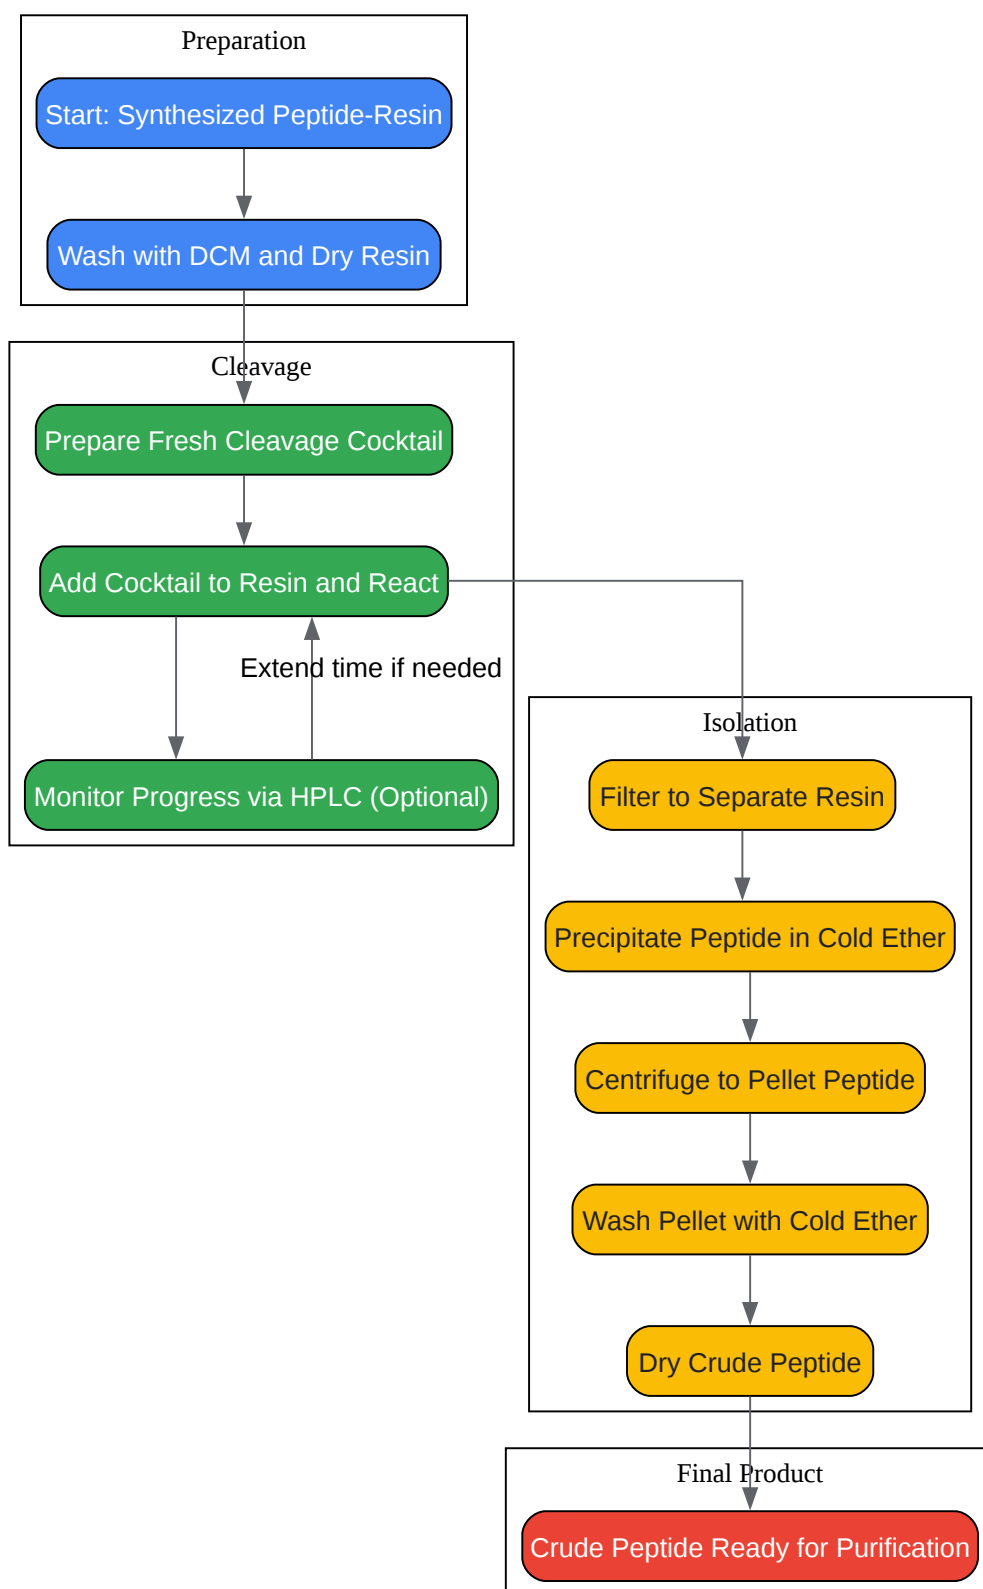 Preparation
Start: Synthesized Peptide-Resin
Wash with DCM and Dry Resin
Cleavage
Prepare Fresh Cleavage Cocktail
Add Cocktail to Resin and React
Extend time if needed
Monitor Progress via HPLC (Optional)
Isolation
Filter to Separate Resin
Precipitate Peptide in Cold Ether
Centrifuge to Pellet Peptide
Wash Pellet with Cold Ether
Dry Crude Peptide
Final Product
Crude Peptide Ready for Purification